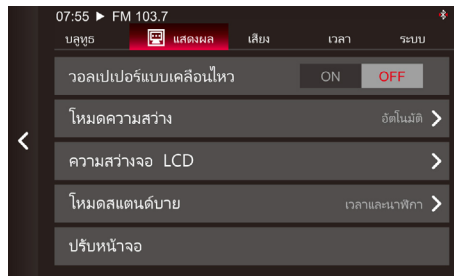 07:55 ▶ FM 103.7
บลูทูธ แสดงผล เสียง เวลา ระบบ
วอลเปเปอร์แบบเคลื่อนไหว ON OFF
โหมดความสว่าง อัตโนมัติ
ความสว่างจอ LCD
โหมดสแตนด์บาย เวลาและนาฬิกา
ปรับหน้าจอ